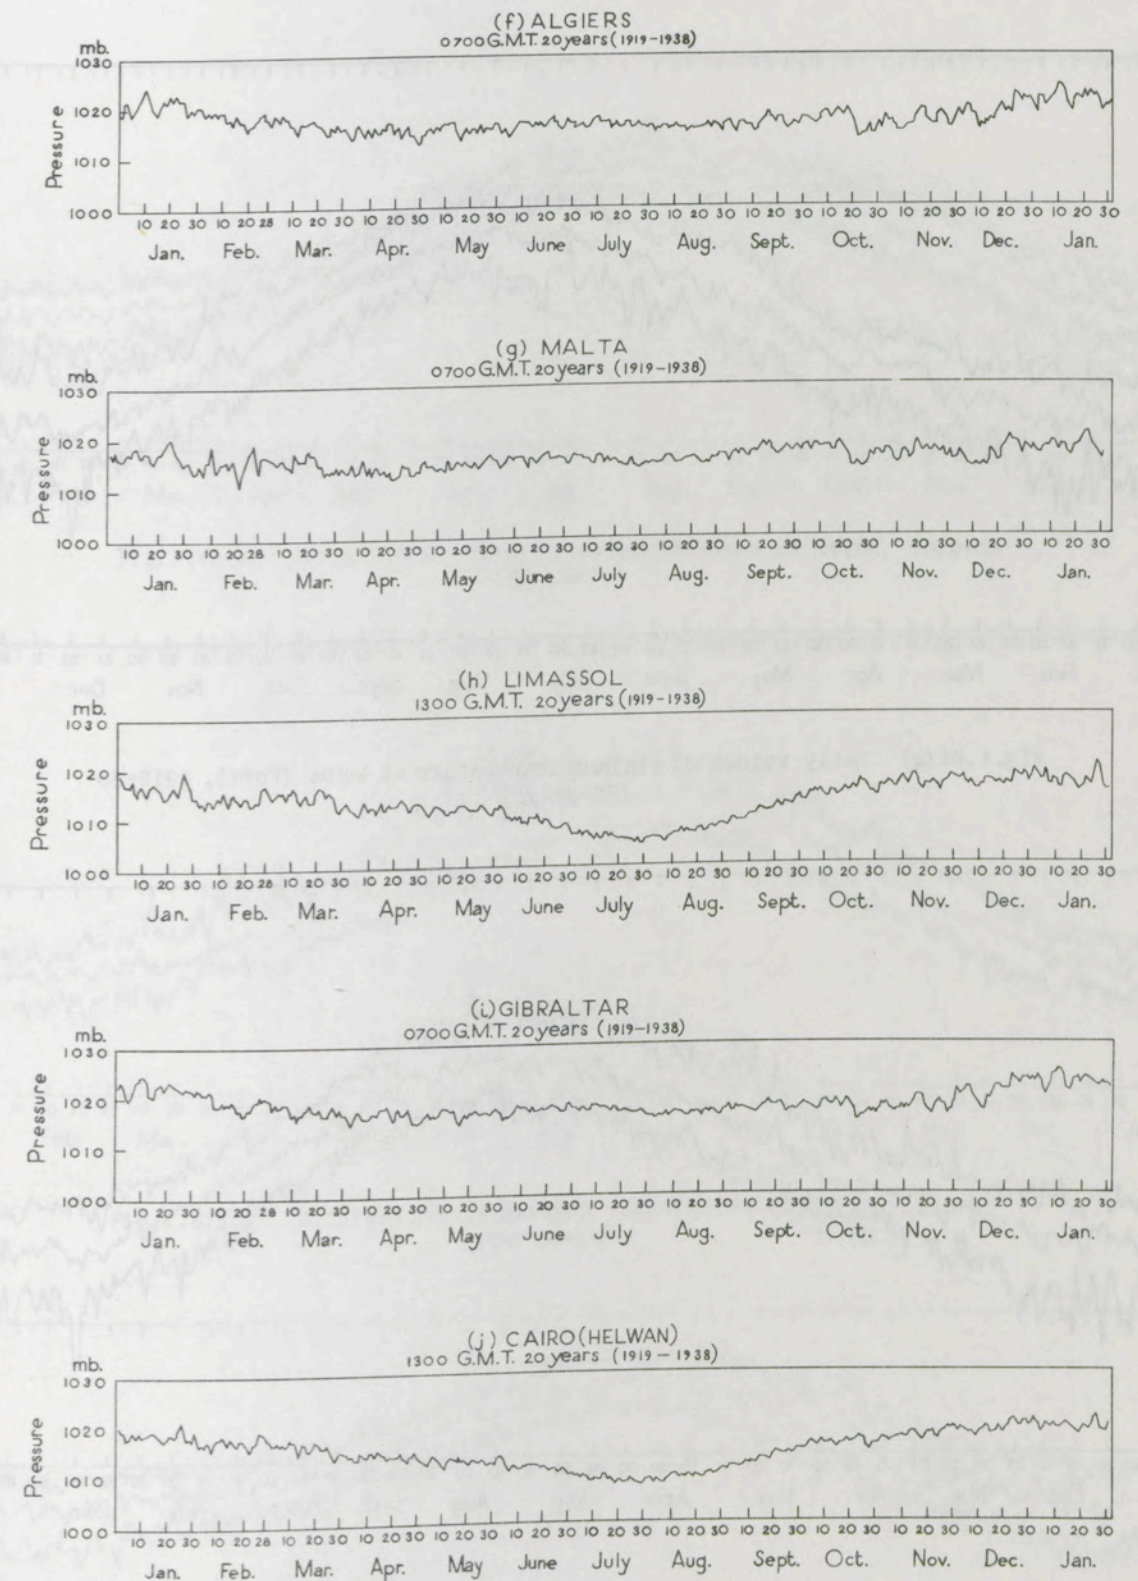 (f) ALGIERS
0700 G.M.T. 20 years (1919-1938)
mb.
1030
1020
1010
1000
Pressure
10 20 30 10 20 28 10 20 30 10 20 30 10 20 30 10 20 30 10 20 30 10 20 30 10 20 30 10 20 30 10 20 30 10 20 30 10 20 30
Jan. Feb. Mar. Apr. May June July Aug. Sept. Oct. Nov. Dec. Jan.
(g) MALTA
0700 G.M.T. 20 years (1919-1938)
mb.
1030
1020
1010
1000
Pressure
10 20 30 10 20 28 10 20 30 10 20 30 10 20 30 10 20 30 10 20 30 10 20 30 10 20 30 10 20 30 10 20 30 10 20 30 10 20 30
Jan. Feb. Mar. Apr. May June July Aug. Sept. Oct. Nov. Dec. Jan.
(h) LIMASSOL
1300 G.M.T. 20 years (1919-1938)
mb.
1030
1020
1010
1000
Pressure
10 20 30 10 20 28 10 20 30 10 20 30 10 20 30 10 20 30 10 20 30 10 20 30 10 20 30 10 20 30 10 20 30 10 20 30 10 20 30
Jan. Feb. Mar. Apr. May June July Aug. Sept. Oct. Nov. Dec. Jan.
(i) GIBRALTAR
0700 G.M.T. 20 years (1919-1938)
mb.
1030
1020
1010
1000
Pressure
10 20 30 10 20 28 10 20 30 10 20 30 10 20 30 10 20 30 10 20 30 10 20 30 10 20 30 10 20 30 10 20 30 10 20 30 10 20 30
Jan. Feb. Mar. Apr. May June July Aug. Sept. Oct. Nov. Dec. Jan.
(j) CAIRO (HELWAN)
1300 G.M.T. 20 years (1919-1938)
mb.
1030
1020
1010
1000
Pressure
10 20 30 10 20 28 10 20 30 10 20 30 10 20 30 10 20 30 10 20 30 10 20 30 10 20 30 10 20 30 10 20 30 10 20 30 10 20 30
Jan. Feb. Mar. Apr. May June July Aug. Sept. Oct. Nov. Dec. Jan.